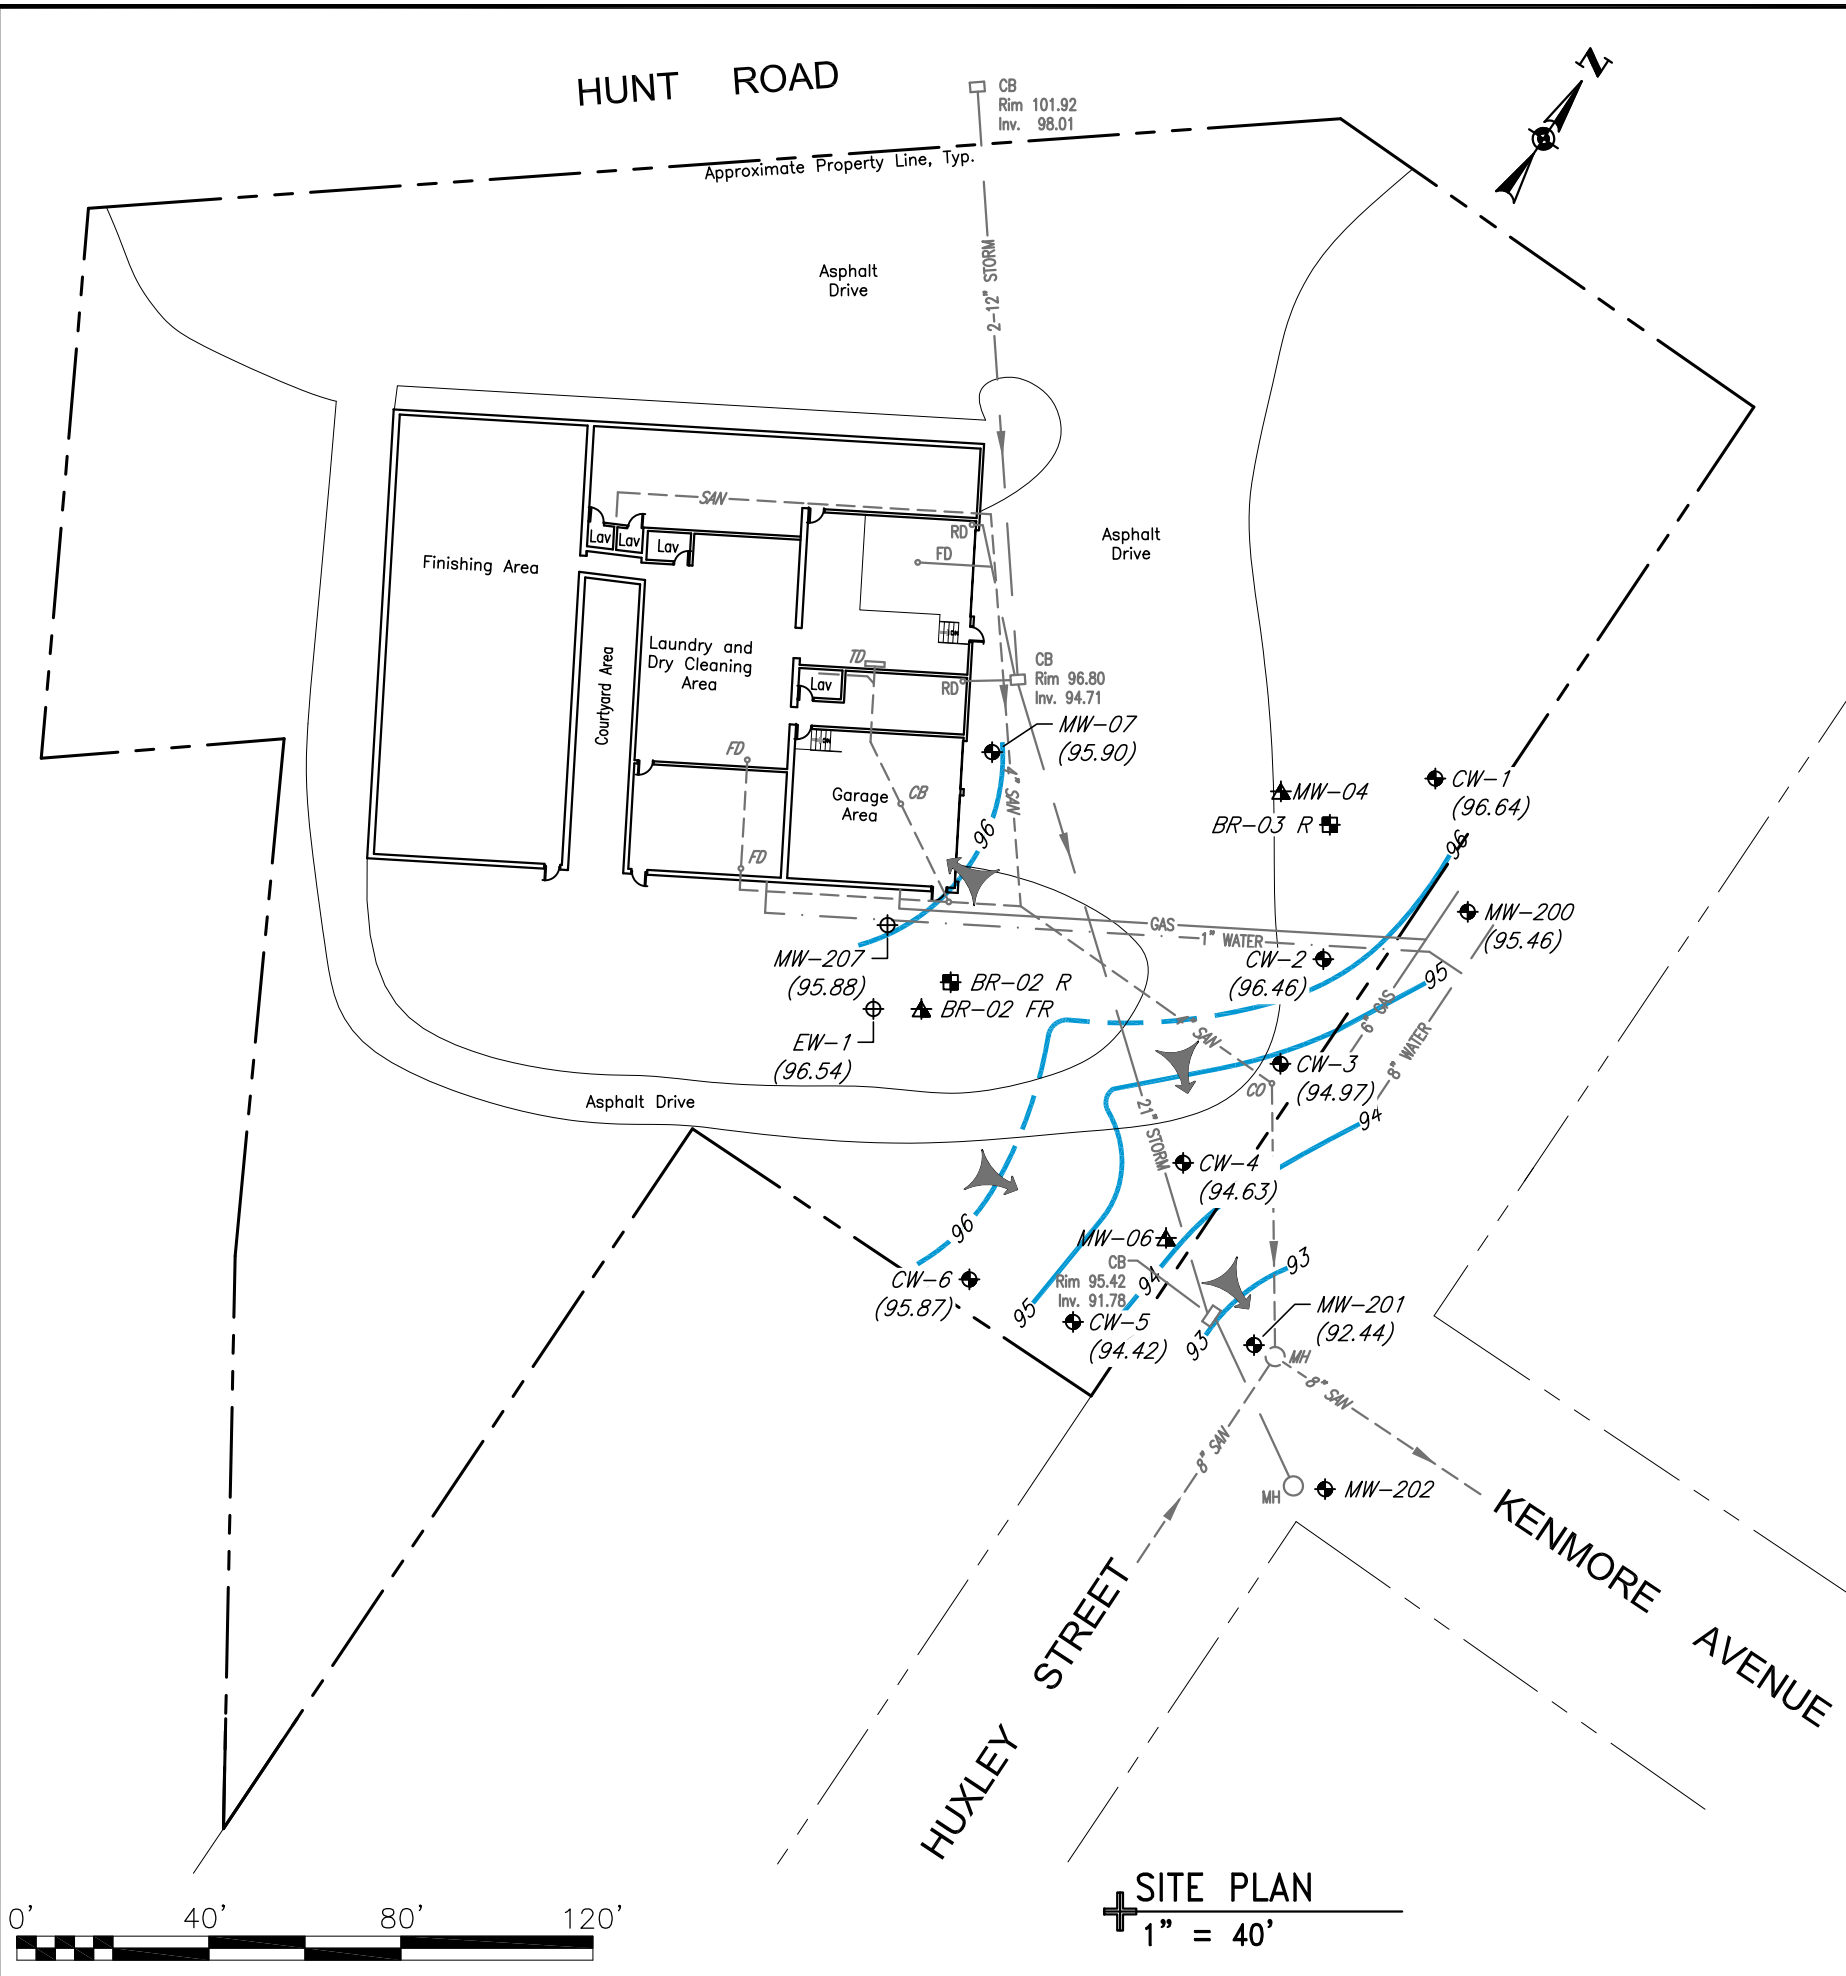 HUNT ROAD
N
CB
Rim 101.92
Inv. 98.01
Approximate Property Line, Typ.
2-12" STORM
Asphalt
Drive
SAN
Lav
Lav
Lav
RD
FD
Asphalt
Drive
Finishing Area
Courtyard Area
Laundry and
Dry Cleaning
Area
TD
Lav
RD
CB
Rim 96.80
Inv. 94.71
MW-07
(95.90)
FD
Garage
Area
CB
4" SAN
96
MW-04
BR-03 R
CW-1
(96.64)
96
FD
GAS
1" WATER
MW-200
(95.46)
MW-207
(95.88)
BR-02 R
BR-02 FR
EW-1
(96.54)
CW-2
(96.46)
95
6" GAS
8" WATER
SAN
CO
CW-3
(94.97)
94
Asphalt Drive
21" STORM
CW-4
(94.63)
96
MW-06
CB
Rim 95.42
Inv. 91.78
94
93
CW-6
(95.87)
95
CW-5
(94.42)
93
MW-201
(92.44)
MH
8" SAN
8" SAN
MH
MW-202
KENMORE AVENUE
HUXLEY STREET
SITE PLAN
1" = 40'
0' 40' 80' 120'